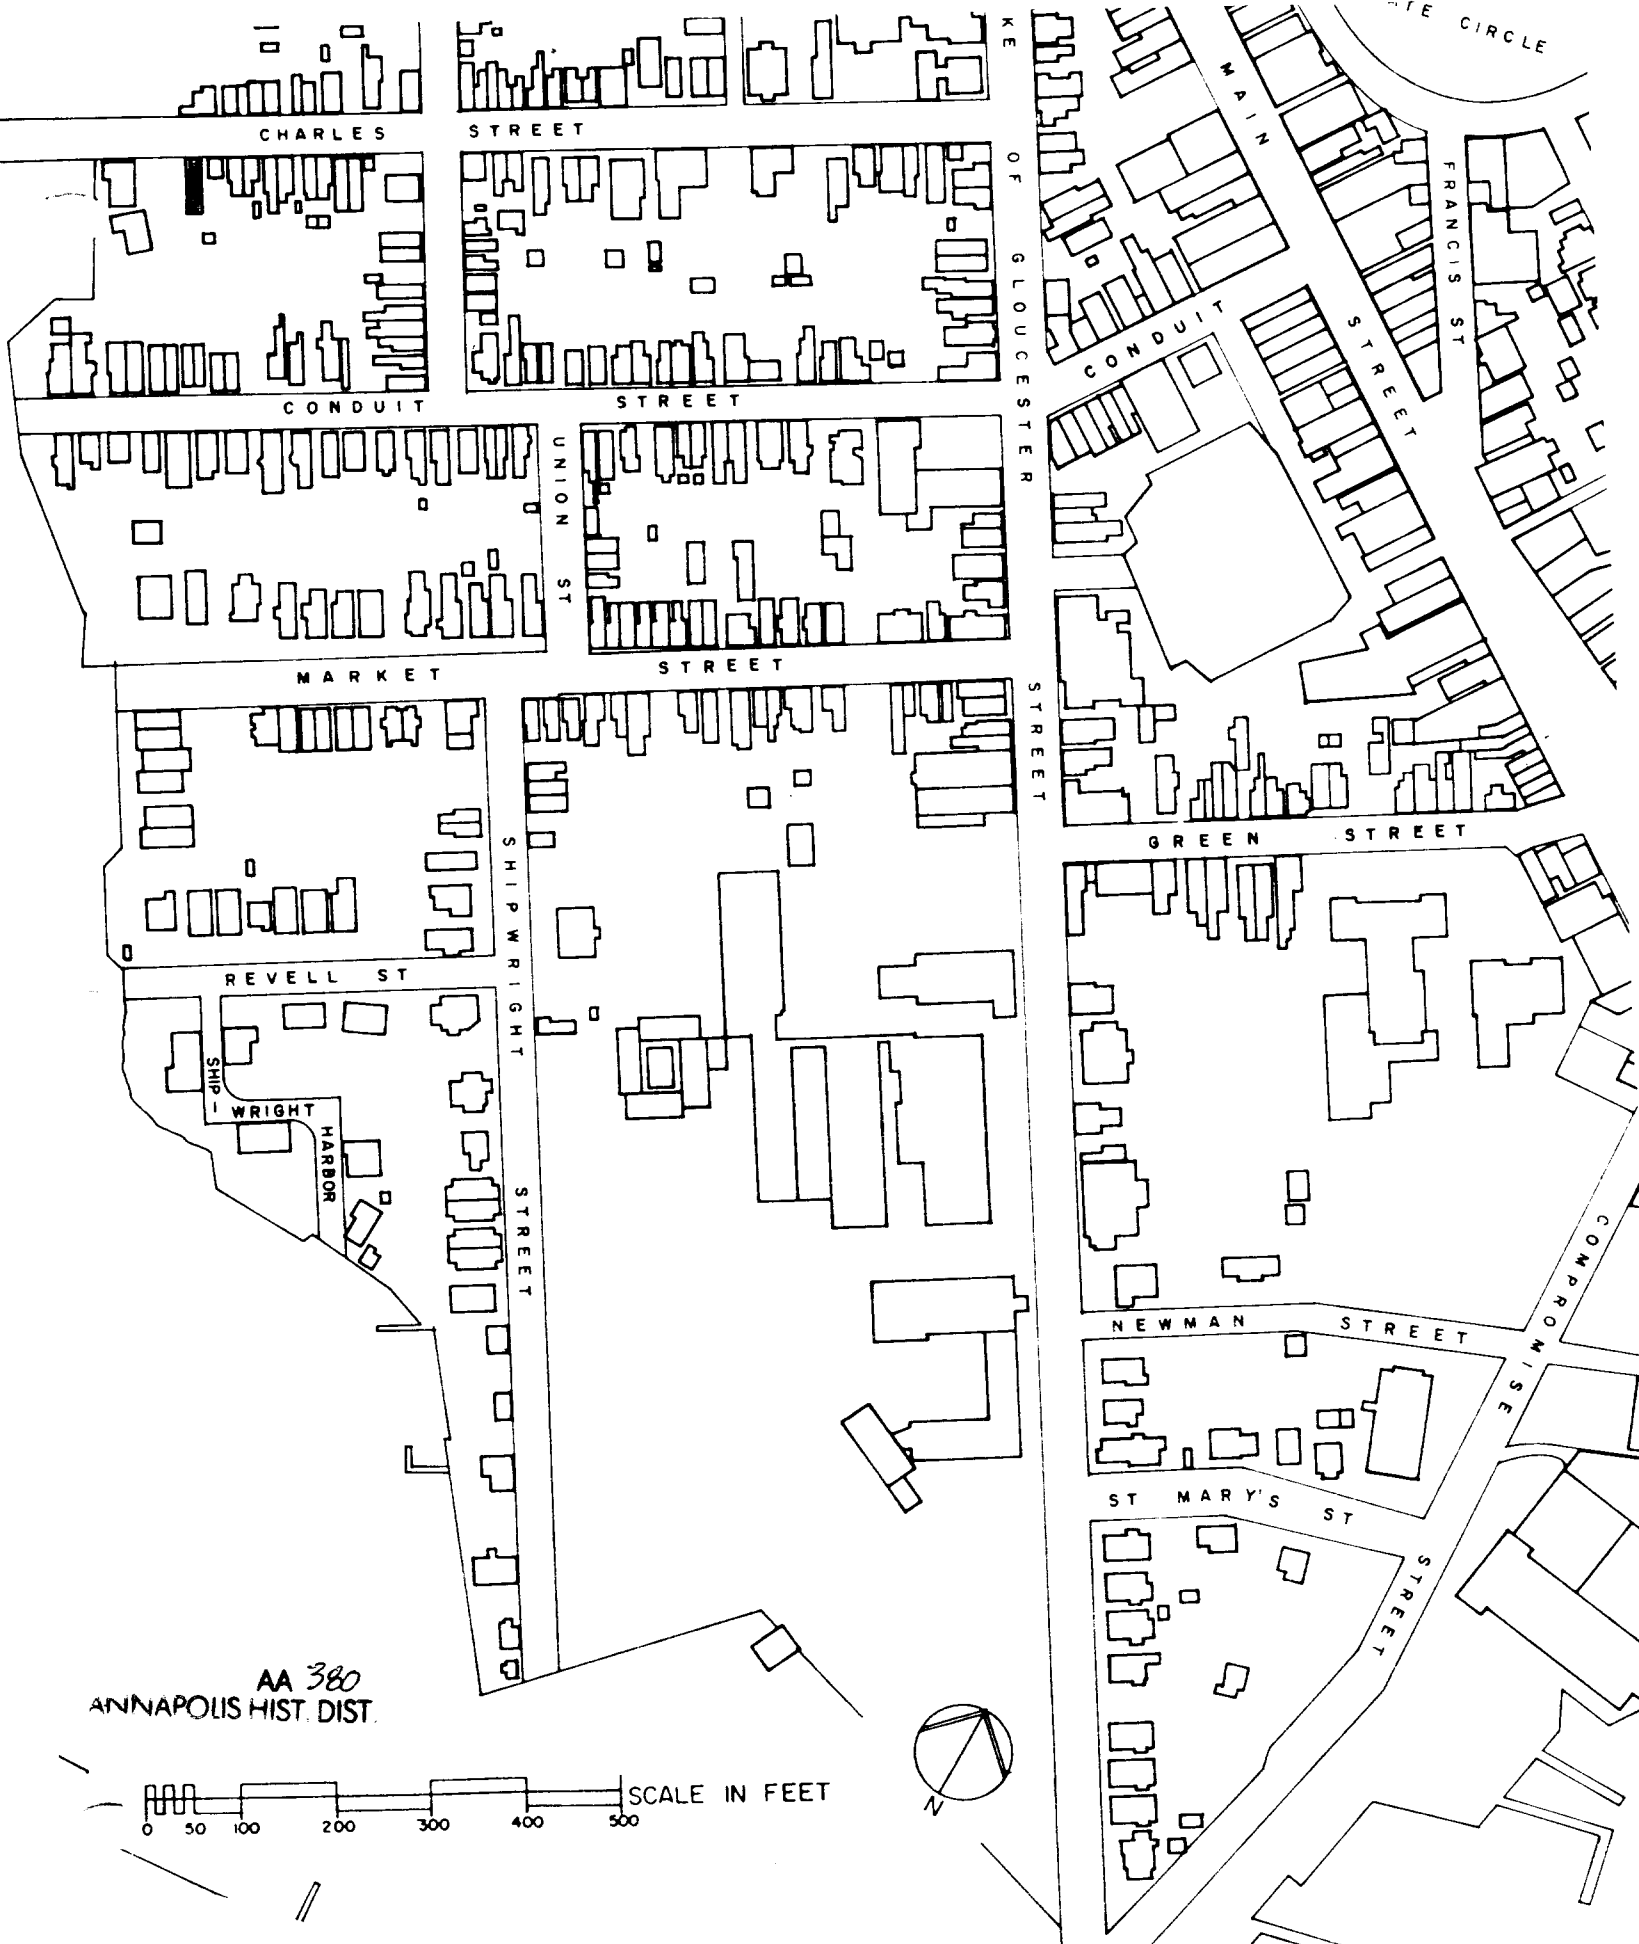 TE CIRCLE
KE OF GLOUCESTER STREET
MAIN STREET
CHARLES STREET
FRANCIS ST
CONDUIT
CONDUIT STREET
UNION ST
MARKET STREET
GREEN STREET
SHIPWRIGHT STREET
REVELL ST
SHIP-
WRIGHT
HARBOR
COMPROMISE STREET
NEWMAN STREET
ST MARY'S ST
AA 380
ANNAPOLIS HIST. DIST.
SCALE IN FEET
0 50 100 200 300 400 500
N